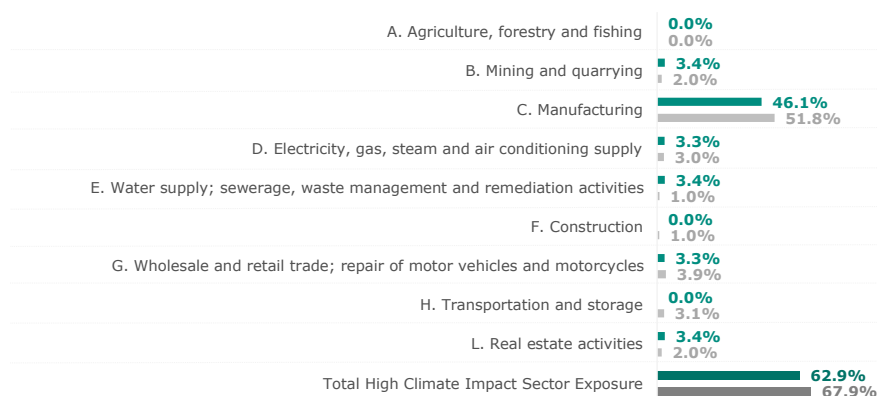 A. Agriculture, forestry and fishing 0.0%
0.0%
B. Mining and quarrying 3.4%
2.0%
C. Manufacturing 46.1%
51.8%
D. Electricity, gas, steam and air conditioning supply 3.3%
3.0%
E. Water supply; sewerage, waste management and remediation activities 3.4%
1.0%
F. Construction 0.0%
1.0%
G. Wholesale and retail trade; repair of motor vehicles and motorcycles 3.3%
3.9%
H. Transportation and storage 0.0%
3.1%
L. Real estate activities 3.4%
2.0%
Total High Climate Impact Sector Exposure 62.9%
67.9%